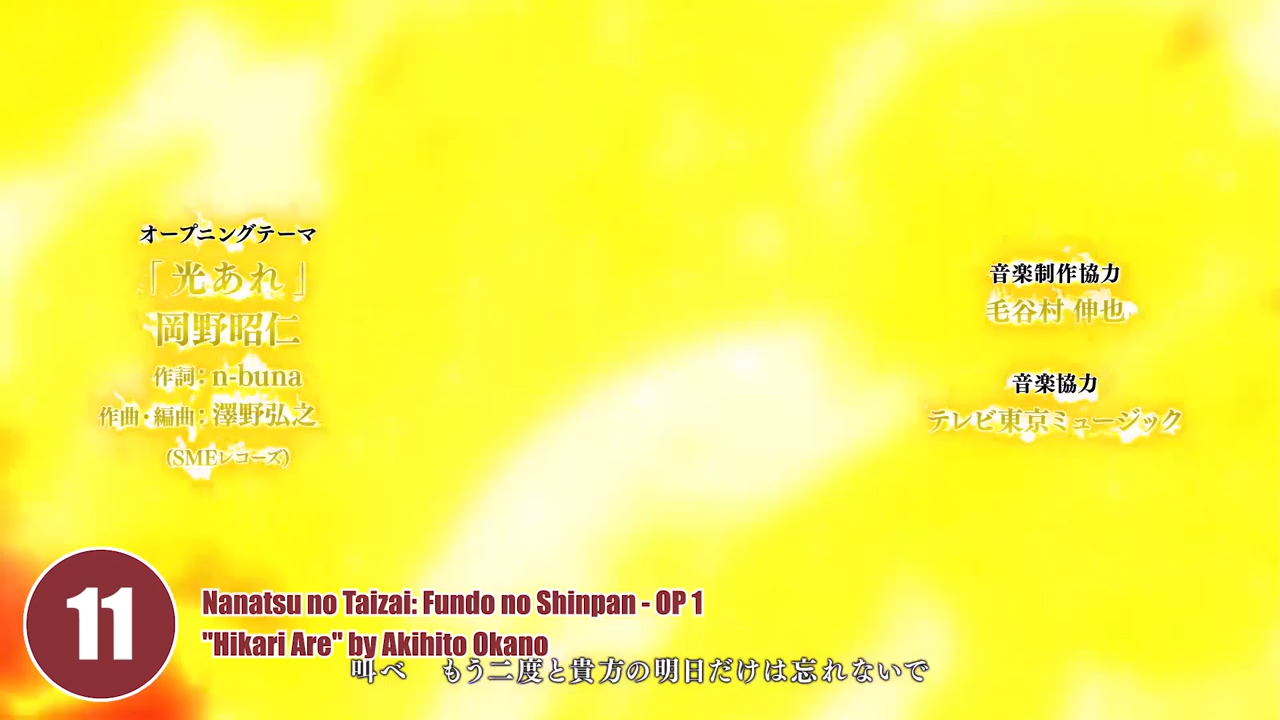 オープニングテーマ
「光あれ」
岡野昭仁
作詞：n-buna
作曲・編曲：澤野弘之
（SMEレコーズ）
音楽制作協力
毛谷村 伸也
音楽協力
テレビ東京ミュージック
11
Nanatsu no Taizai: Fundo no Shinpan - OP 1
"Hikari Are" by Akihito Okano
叫べ　もう二度と貴方の明日だけは忘れないで